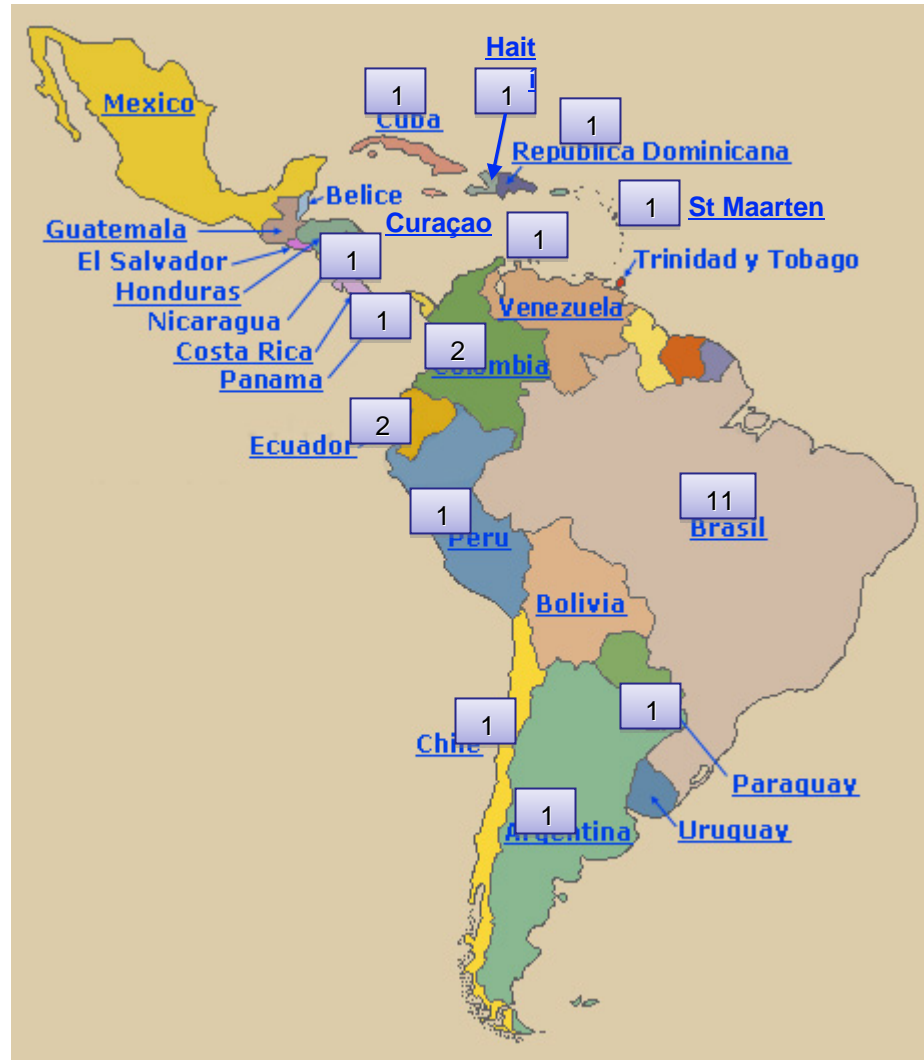 Hait
i
1
1
Mexico
Cuba
1
República Dominicana
Belice
1
St Maarten
Curaçao
Guatemala
1
El Salvador
Trinidad y Tobago
1
Honduras
Venezuela
Nicaragua
1
Costa Rica
2
Panama
Colombia
2
Ecuador
11
1
Brasil
Peru
Bolivia
1
1
Chile
Paraguay
1
Argentina
Uruguay